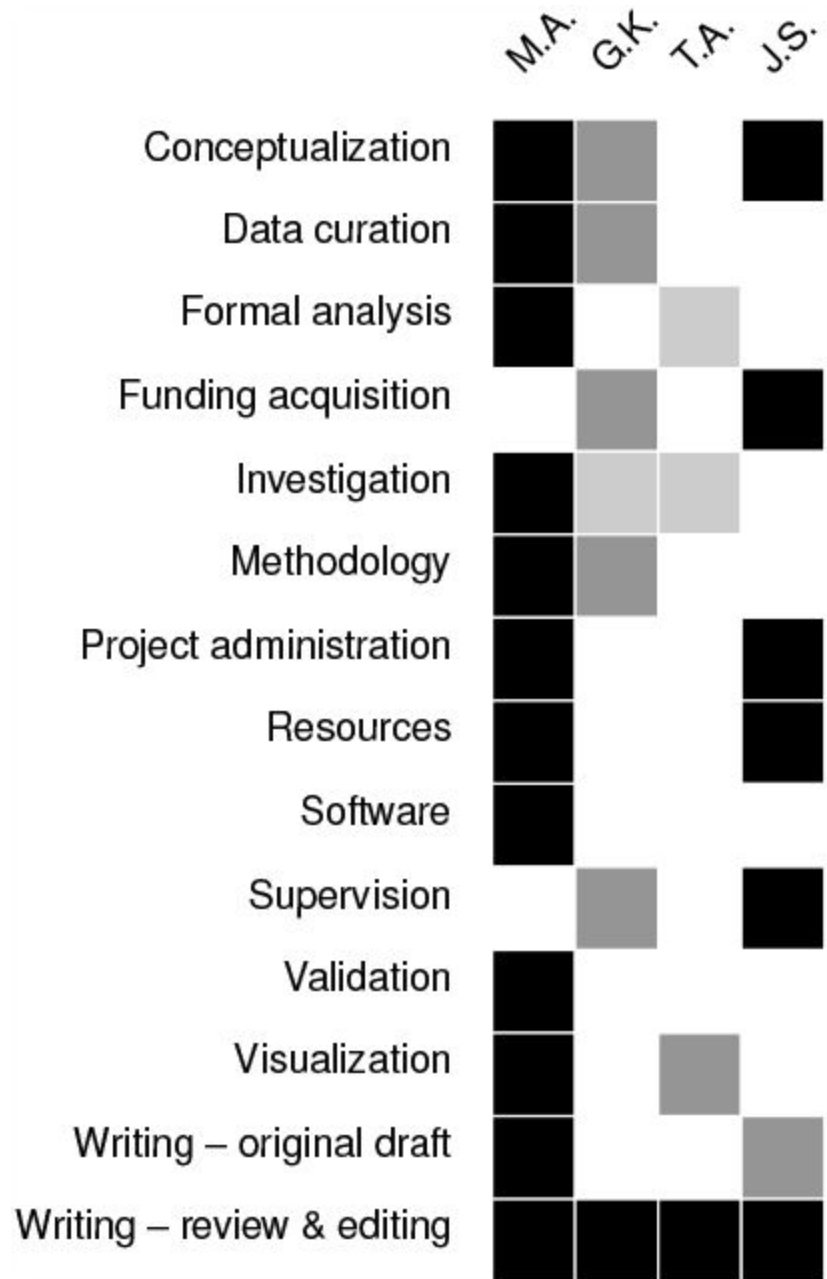 M.A. G.K. T.A. J.S.
Conceptualization
Data curation
Formal analysis
Funding acquisition
Investigation
Methodology
Project administration
Resources
Software
Supervision
Validation
Visualization
Writing – original draft
Writing – review & editing